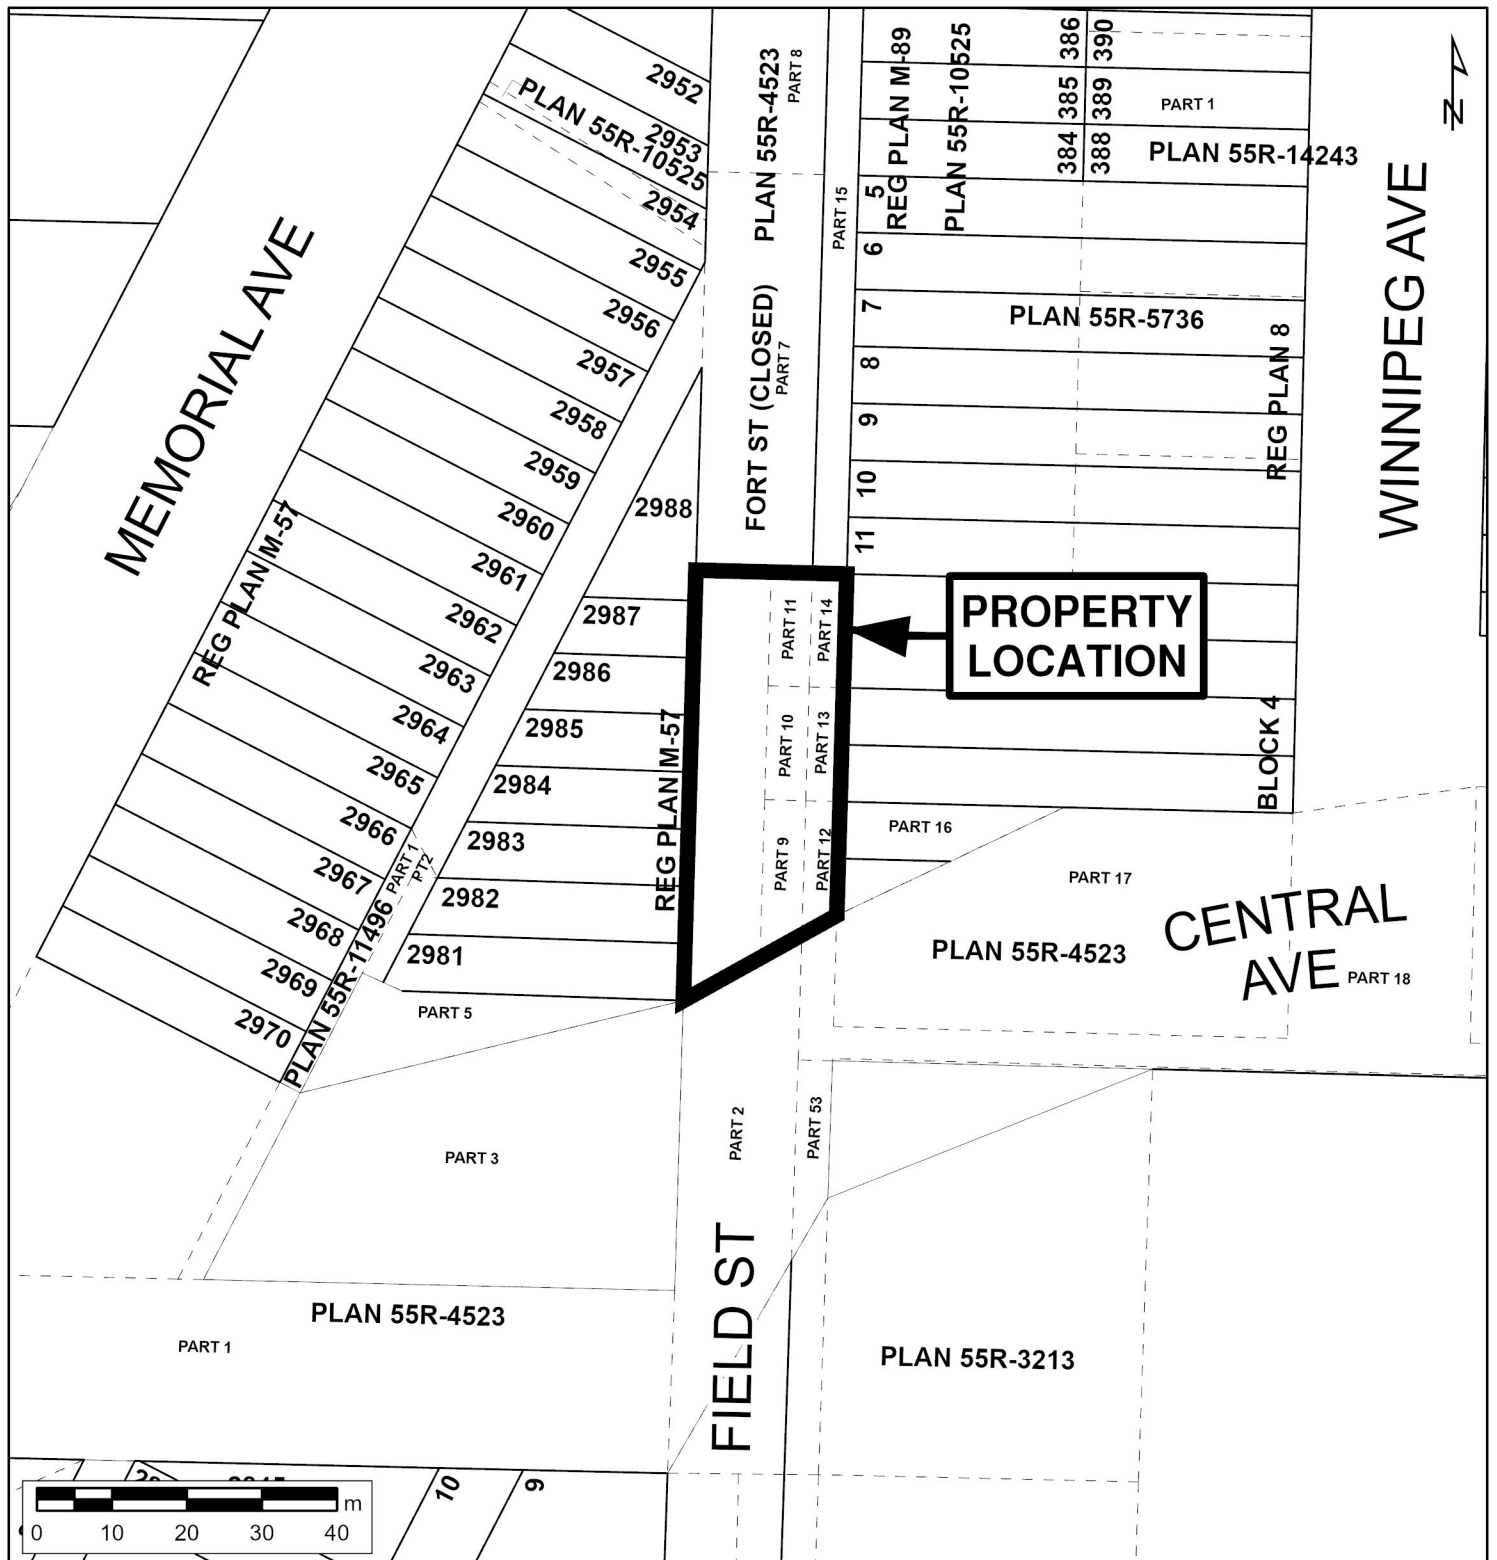 2952
2953
PLAN 55R-10525
2954
2955
2956
2957
2958
2959
2960
2961
2962
2963
2964
2965
2966
2967
2968
2969
2970
MEMORIAL AVE
REG PLAN M-57
PLAN 55R-11496
PART 1
PT2
2988
2987
2986
2985
2984
2983
2982
2981
REG PLAN M-57
PLAN 55R-4523
PART 8
FORT ST (CLOSED)
PART 7
PART 15
REG PLAN M-89
PLAN 55R-10525
386
390
385
389
384
388
PART 1
PLAN 55R-14243
N
5
6
7
8
9
10
11
PLAN 55R-5736
REG PLAN 8
BLOCK 4
WINNIPEG AVE
PROPERTY
LOCATION
PART 11
PART 14
PART 10
PART 13
PART 9
PART 12
PART 16
PART 17
PLAN 55R-4523
CENTRAL
AVE
PART 18
PART 5
PART 3
PART 2
PART 53
FIELD ST
PLAN 55R-4523
PART 1
PLAN 55R-3213
10
9
m
0 10 20 30 40